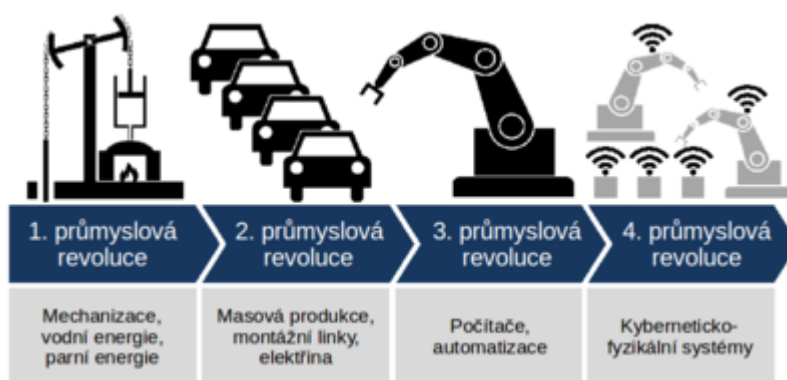 1. průmyslová
revoluce
2. průmyslová
revoluce
3. průmyslová
revoluce
4. průmyslová
revoluce
Mechanizace,
vodní energie,
parní energie
Masová produkce,
montážní linky,
elektřina
Počítače,
automatizace
Kyberneticko-
fyzikální systémy